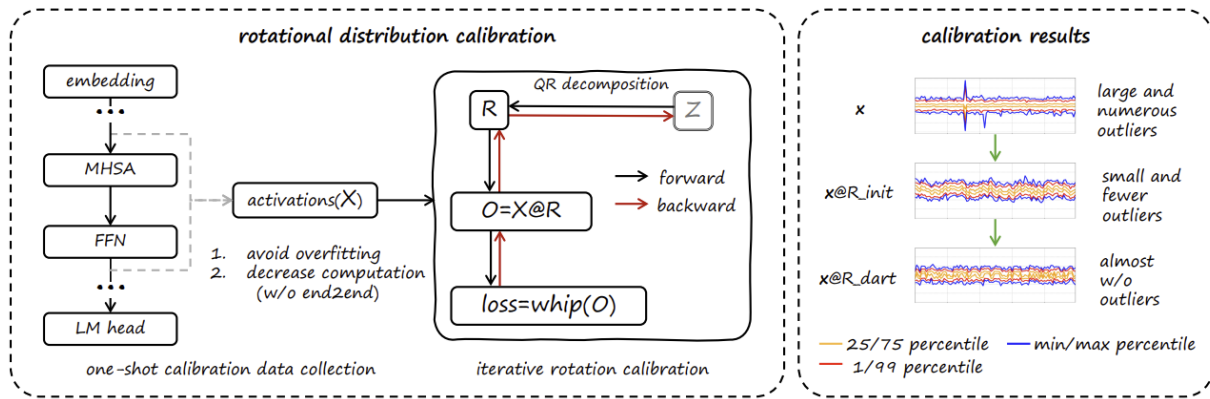 rotational distribution calibration
embedding
•••
MHSA
FFN
•••
LM head
activations(X)
1. avoid overfitting
2. decrease computation
(w/o end2end)
QR decomposition
R
Z
O=X@R
loss=whip(O)
forward
backward
one-shot calibration data collection
iterative rotation calibration
calibration results
x
large and
numerous
outliers
x@R_init
small and
fewer
outliers
x@R_dart
almost
w/o
outliers
25/75 percentile
min/max percentile
1/99 percentile